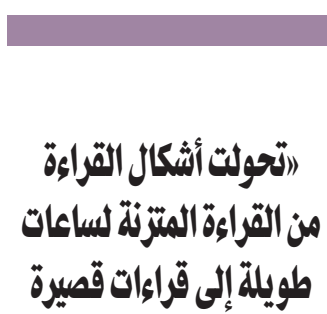 «تحولت أشكال القراءة
من القراءة المتزنة لساعات
طويلة إلى قراءات قصيرة